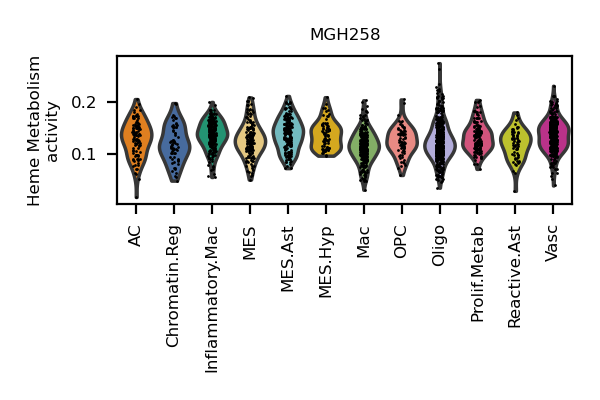 MGH258
Heme Metabolism
activity
0.2
0.1
AC
Chromatin.Reg
Inflammatory.Mac
MES
MES.Ast
MES.Hyp
Mac
OPC
Oligo
Prolif.Metab
Reactive.Ast
Vasc